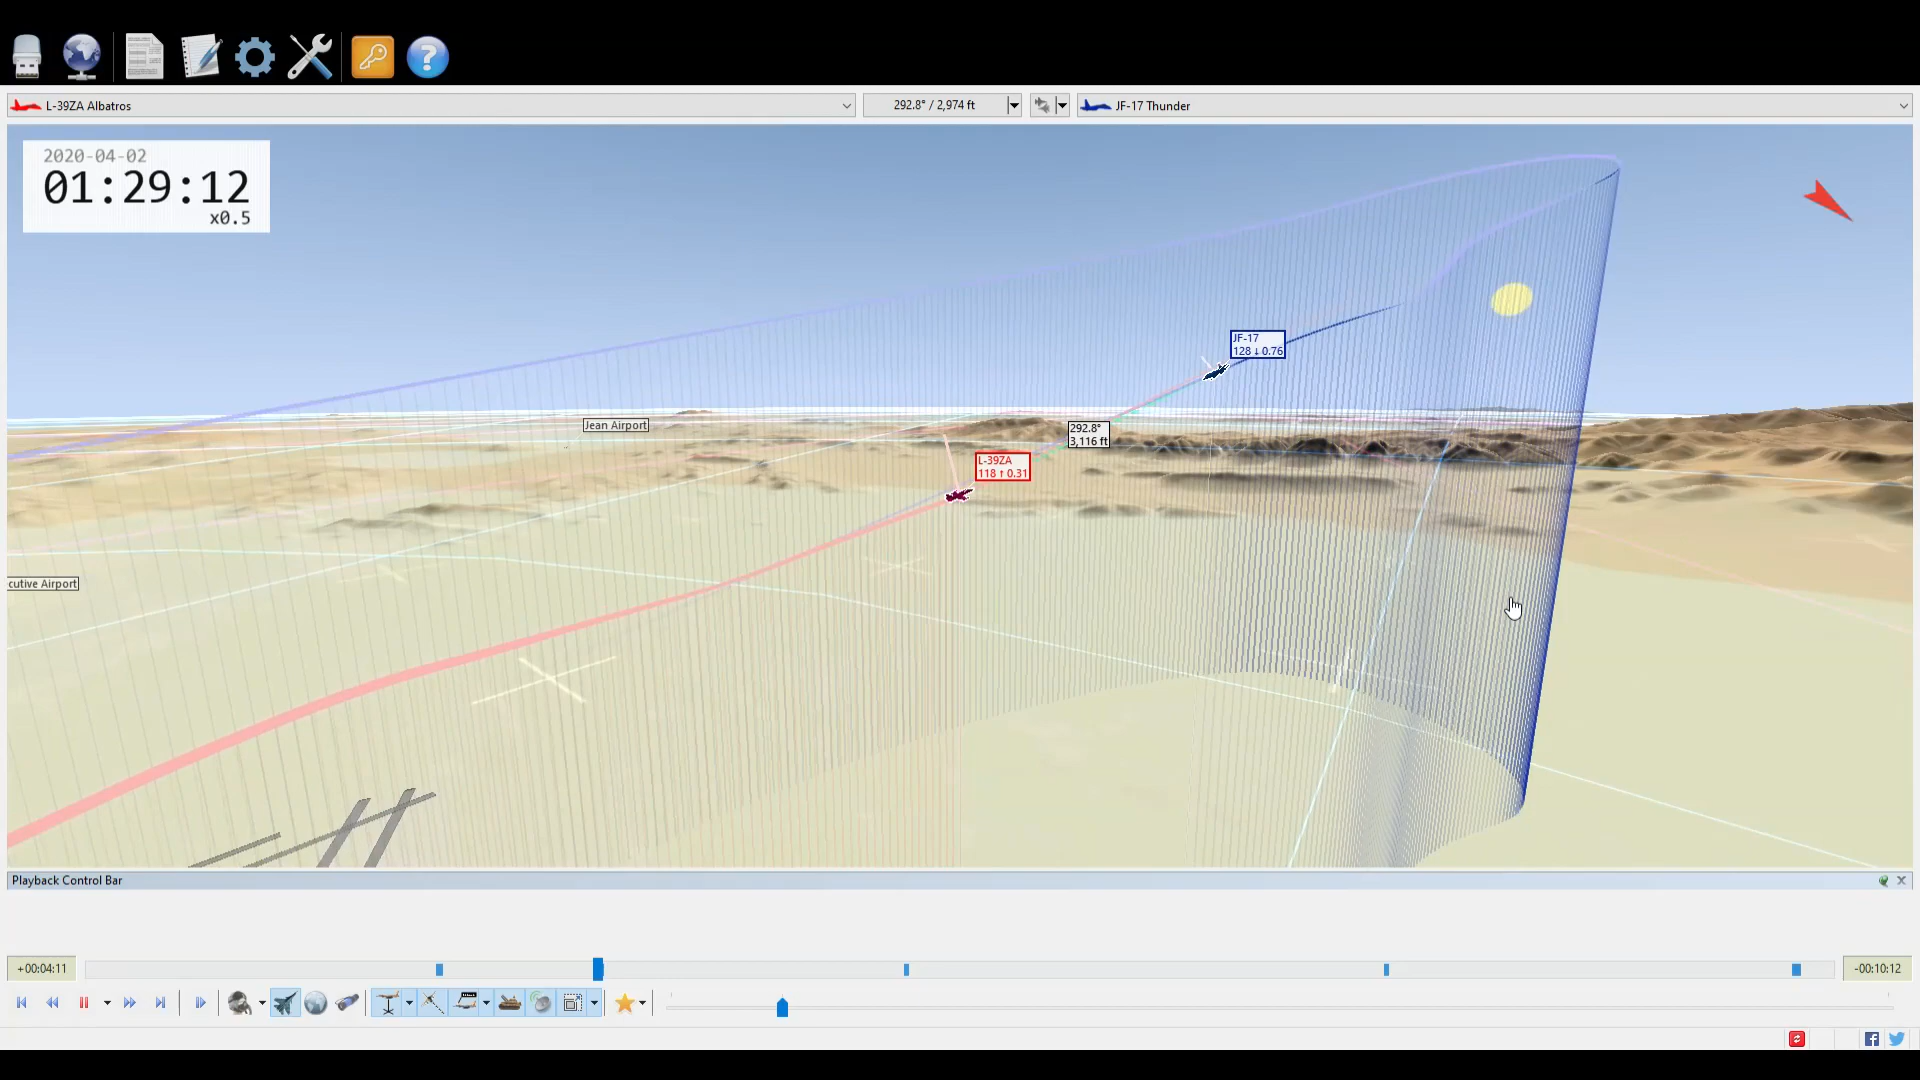 L-39ZA Albatros
292.8° / 2,974 ft
JF-17 Thunder
2020-04-02
01:29:12
x0.5
JF-17
128 ↓ 0.76
Jean Airport
292.8°
3,116 ft
L-39ZA
118 ↑ 0.31
cutive Airport
Playback Control Bar
+00:04:11
-00:10:12